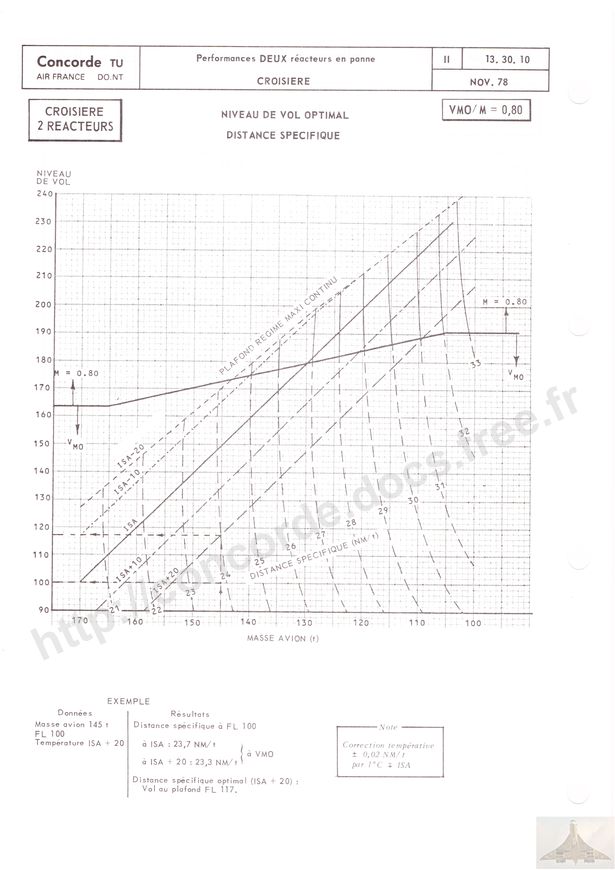 Concorde TU
AIR FRANCE DO.NT
Performances DEUX réacteurs en panne
CROISIERE
II
13.30.10
NOV. 78
CROISIERE
2 REACTEURS
NIVEAU DE VOL OPTIMAL
DISTANCE SPECIFIQUE
VMO/M = 0,80
NIVEAU
DE VOL
240
230
220
210
200
190
180
170
160
150
140
130
120
110
100
90
PLAFOND REGIME MAXI CONTINU
M = 0.80
VMO
M = 0.80
VMO
ISA-20
ISA-10
ISA
ISA+10
ISA+20
DISTANCE SPECIFIQUE (NM/t)
21
22
23
24
25
26
27
28
29
30
31
32
33
170 160 150 140 130 120 110 100
MASSE AVION (t)
http://concorde.docs.free.fr
EXEMPLE
Données
Masse avion 145 t
FL 100
Temperature ISA + 20
Résultats
Distance spécifique à FL 100
à ISA : 23,7 NM/t
à ISA + 20 : 23,3 NM/t
à VMO
Distance spécifique optimal (ISA + 20) :
Vol au plafond FL 117.
Note
Correction températive
± 0,02 NM/t
par 1°C ∓ ISA